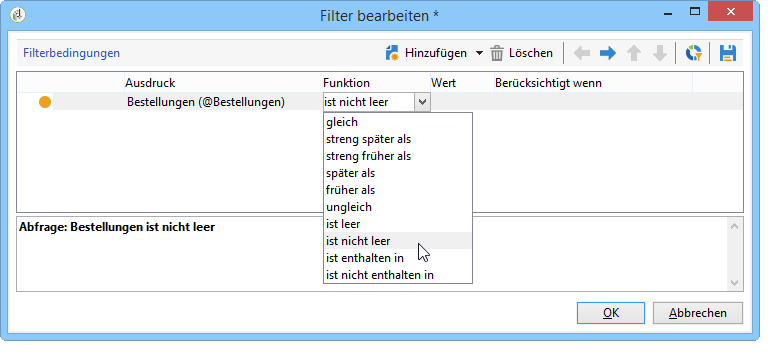 Filter bearbeiten *
Filterbedingungen Hinzufügen Löschen
Ausdruck Funktion Wert Berücksichtigt wenn
Bestellungen (@Bestellungen) ist nicht leer
gleich
streng später als
streng früher als
später als
früher als
ungleich
ist leer
ist nicht leer
ist enthalten in
ist nicht enthalten in
Abfrage: Bestellungen ist nicht leer
OK Abbrechen